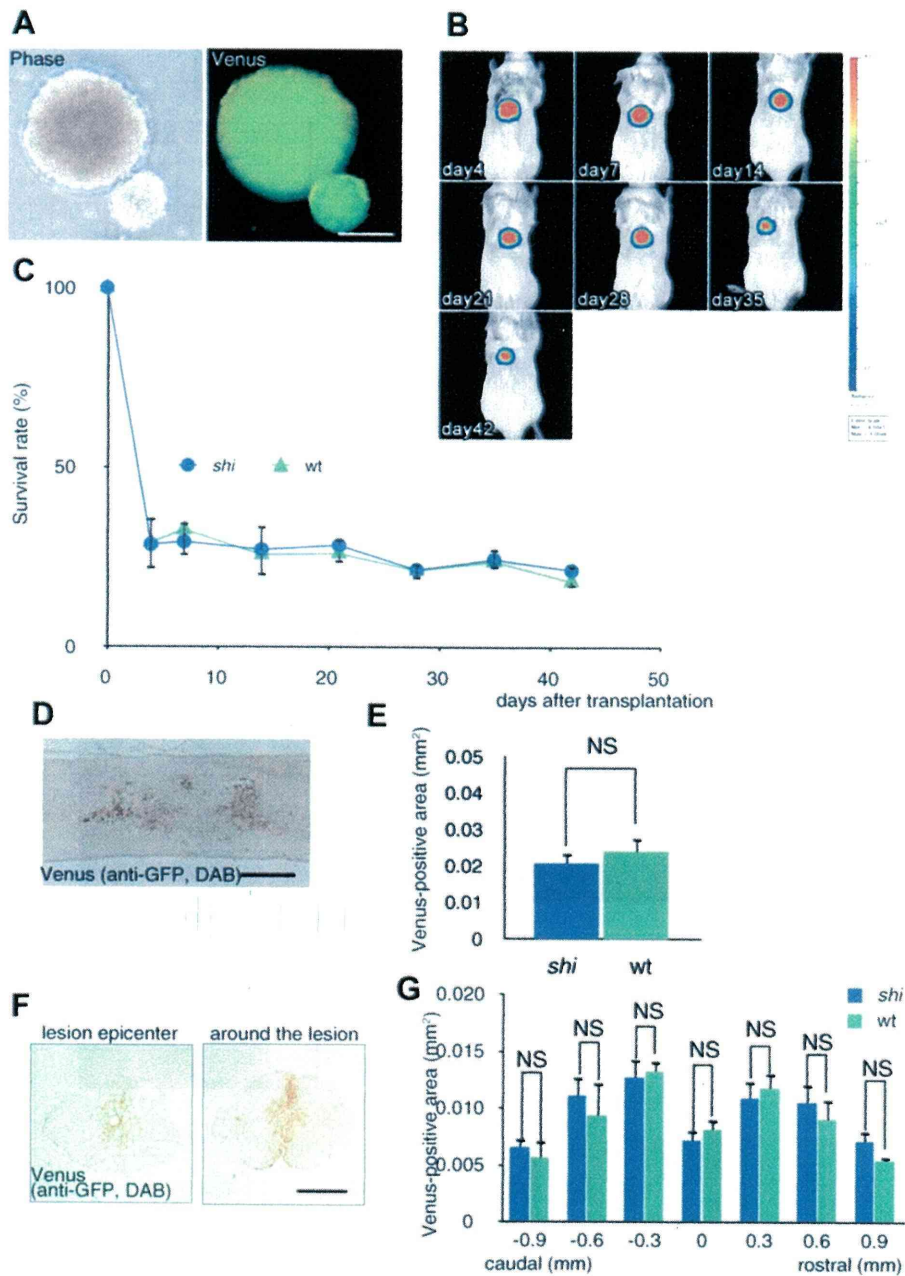 A
Phase
Venus
B
day4
day7
day14
day21
day28
day35
day42
C
100
50
0
Survival rate (%)
shi
wt
0
10
20
30
40
50
days after transplantation
D
Venus (anti-GFP, DAB)
E
NS
0.05
0.04
0.03
0.02
0.01
0
Venus-positive area (mm²)
shi
wt
F
lesion epicenter
around the lesion
Venus
(anti-GFP, DAB)
G
shi
wt
0.020
0.015
0.010
0.005
0
Venus-positive area (mm²)
NS
NS
NS
NS
NS
NS
NS
-0.9
-0.6
-0.3
0
0.3
0.6
0.9
caudal (mm)
rostral (mm)